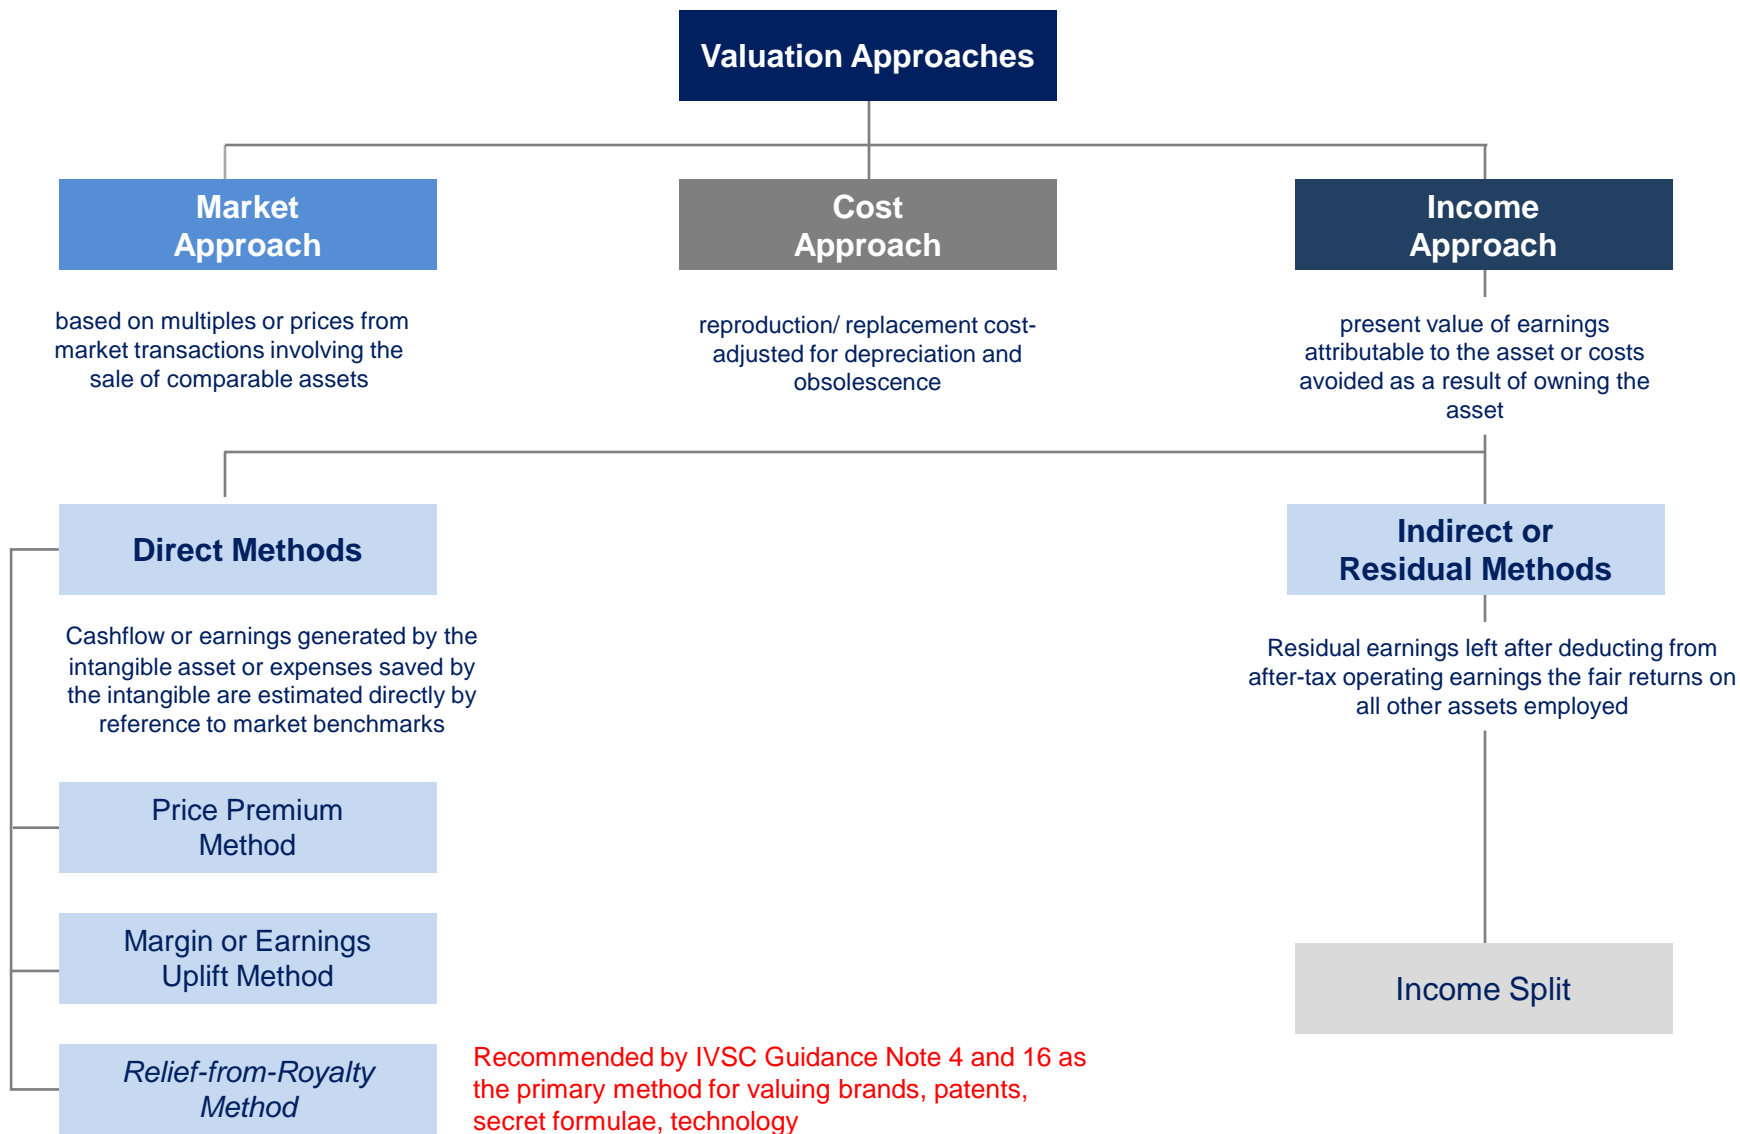 Valuation Approaches
Market
Approach
Cost
Approach
Income
Approach
based on multiples or prices from
market transactions involving the
sale of comparable assets
reproduction/ replacement cost-
adjusted for depreciation and
obsolescence
present value of earnings
attributable to the asset or costs
avoided as a result of owning the
asset
Direct Methods
Indirect or
Residual Methods
Cashflow or earnings generated by the
intangible asset or expenses saved by
the intangible are estimated directly by
reference to market benchmarks
Residual earnings left after deducting from
after-tax operating earnings the fair returns on
all other assets employed
Price Premium
Method
Margin or Earnings
Uplift Method
Income Split
Relief-from-Royalty
Method
Recommended by IVSC Guidance Note 4 and 16 as
the primary method for valuing brands, patents,
secret formulae, technology